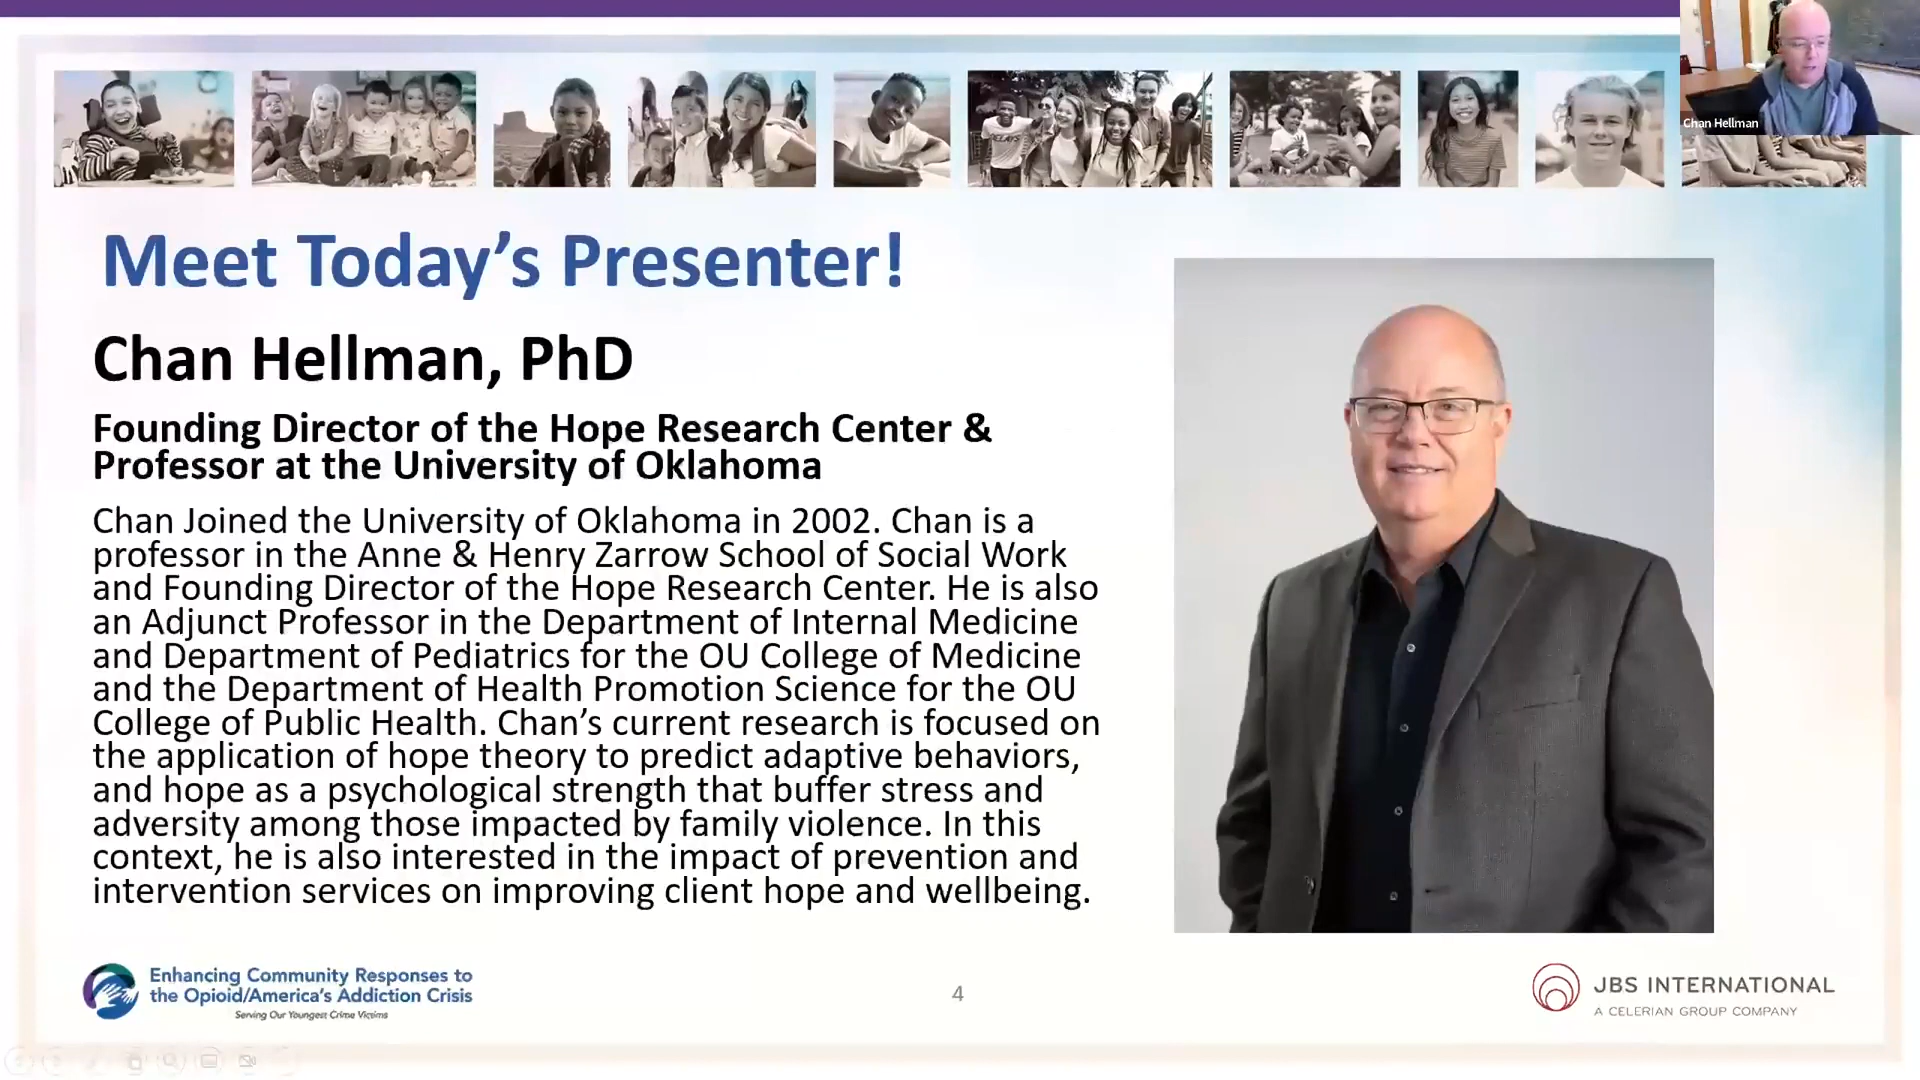 Chan Hellman
Meet Today's Presenter!
Chan Hellman, PhD
Founding Director of the Hope Research Center &
Professor at the University of Oklahoma
Chan Joined the University of Oklahoma in 2002. Chan is a
professor in the Anne & Henry Zarrow School of Social Work
and Founding Director of the Hope Research Center. He is also
an Adjunct Professor in the Department of Internal Medicine
and Department of Pediatrics for the OU College of Medicine
and the Department of Health Promotion Science for the OU
College of Public Health. Chan's current research is focused on
the application of hope theory to predict adaptive behaviors,
and hope as a psychological strength that buffer stress and
adversity among those impacted by family violence. In this
context, he is also interested in the impact of prevention and
intervention services on improving client hope and wellbeing.
Enhancing Community Responses to
the Opioid/America's Addiction Crisis
Serving Our Youngest Crime Victims
4
JBS INTERNATIONAL
A CELERIAN GROUP COMPANY